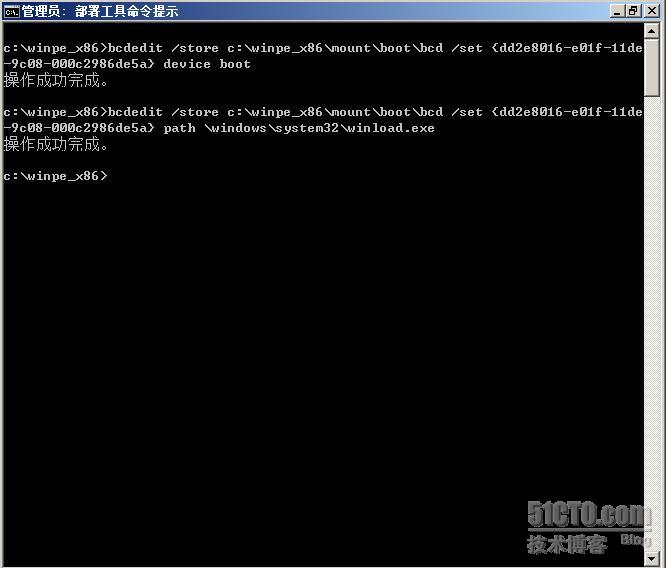 管理员: 部署工具命令提示
c:\winpe_x86>bcdedit /store c:\winpe_x86\mount\boot\bcd /set {dd2e8016-e01f-11de
-9c08-000c2986de5a} device boot
操作成功完成。
c:\winpe_x86>bcdedit /store c:\winpe_x86\mount\boot\bcd /set {dd2e8016-e01f-11de
-9c08-000c2986de5a} path \windows\system32\winload.exe
操作成功完成。
c:\winpe_x86>
51CTO.com
技术博客 Blog